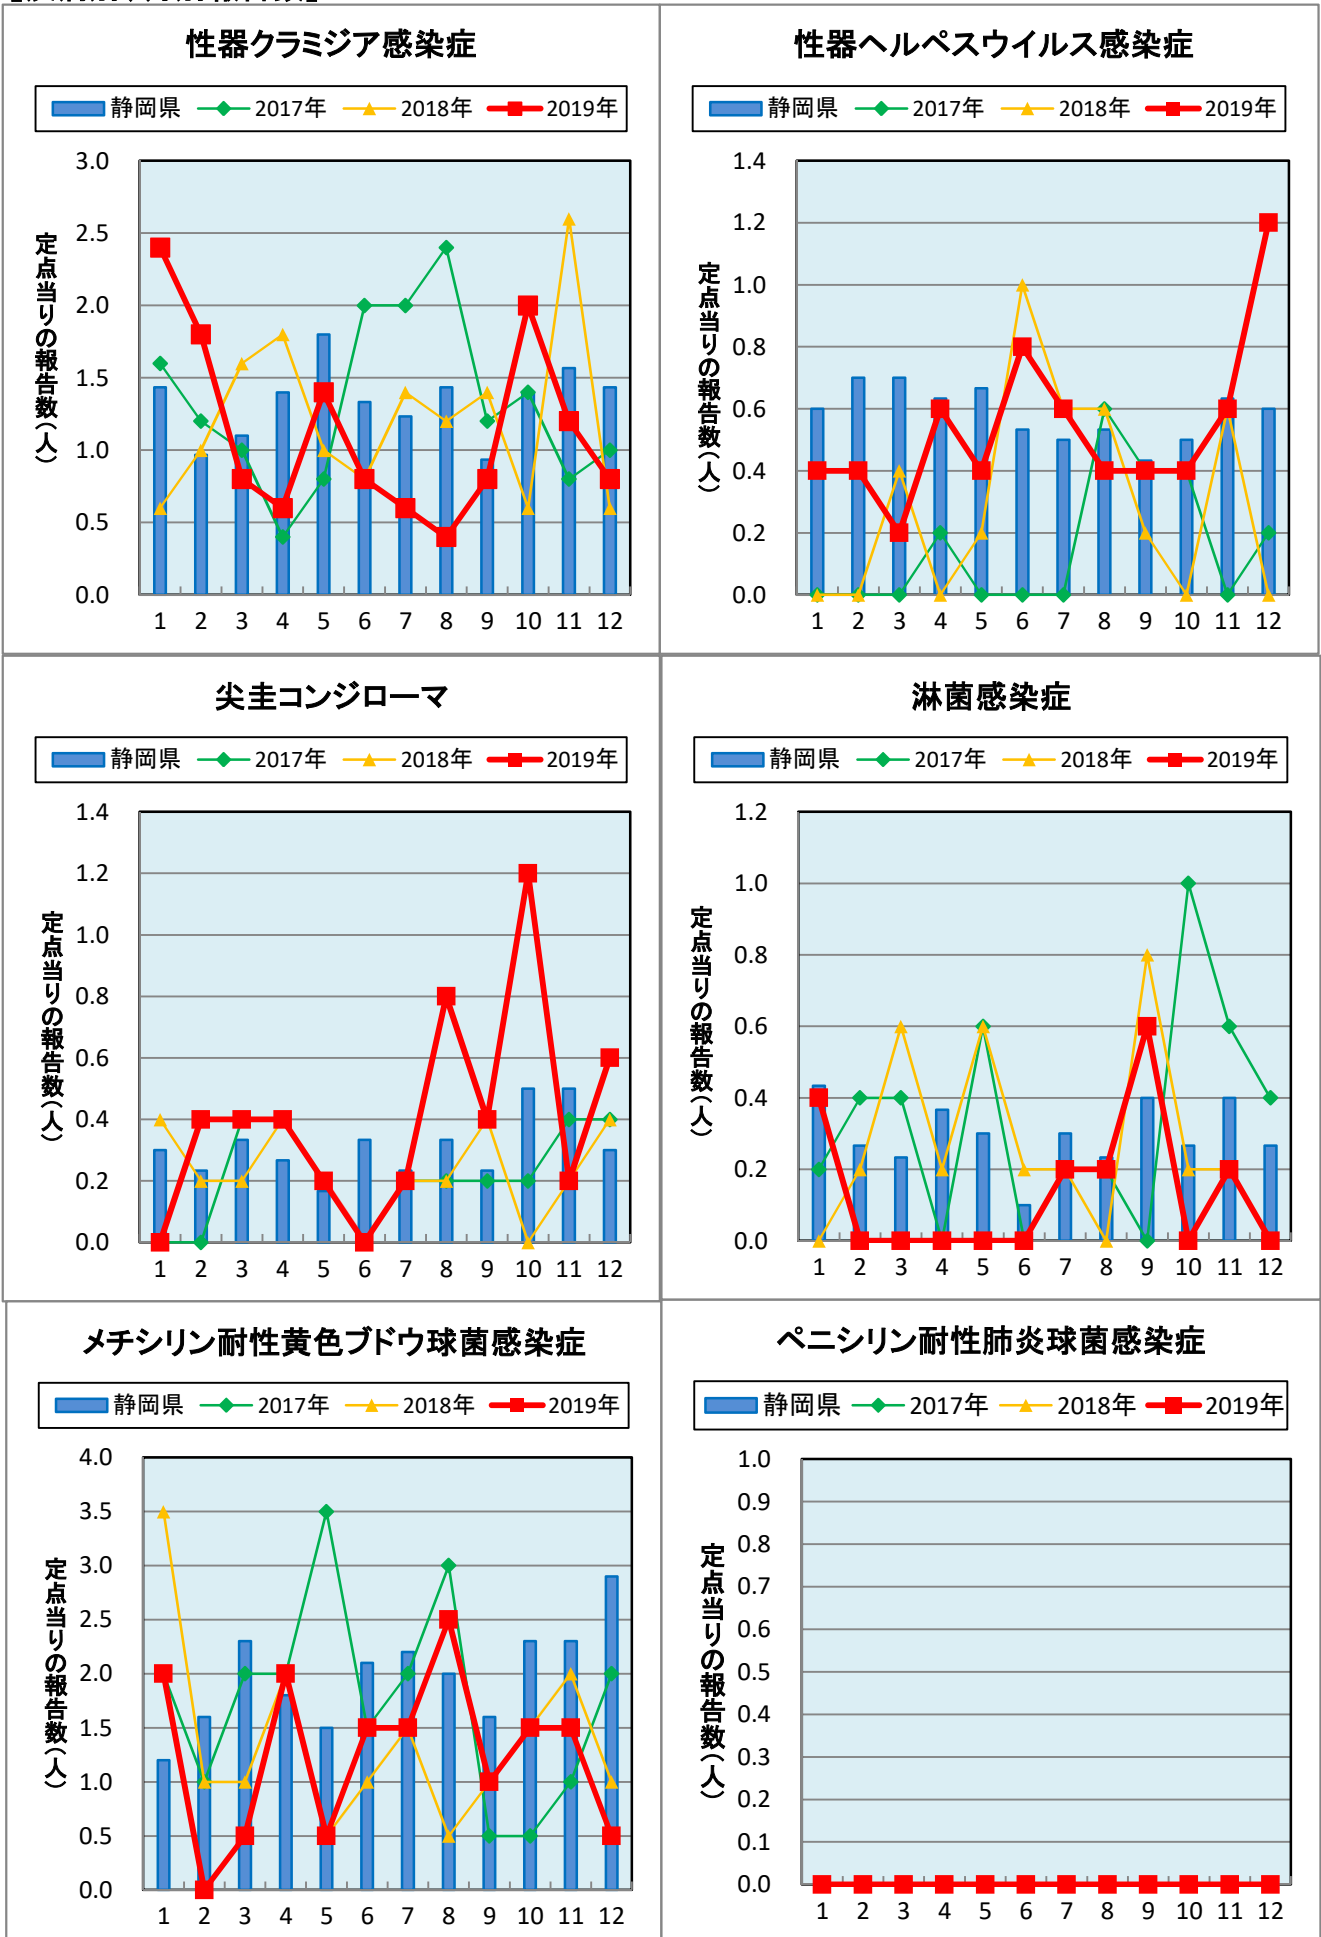 性器クラミジア感染症
静岡県 2017年 2018年 2019年
定点当りの報告数（人）
3.0
2.5
2.0
1.5
1.0
0.5
0.0
1 2 3 4 5 6 7 8 9 10 11 12
性器ヘルペスウイルス感染症
静岡県 2017年 2018年 2019年
定点当りの報告数（人）
1.4
1.2
1.0
0.8
0.6
0.4
0.2
0.0
1 2 3 4 5 6 7 8 9 10 11 12
尖圭コンジローマ
静岡県 2017年 2018年 2019年
定点当りの報告数（人）
1.4
1.2
1.0
0.8
0.6
0.4
0.2
0.0
1 2 3 4 5 6 7 8 9 10 11 12
淋菌感染症
静岡県 2017年 2018年 2019年
定点当りの報告数（人）
1.2
1.0
0.8
0.6
0.4
0.2
0.0
1 2 3 4 5 6 7 8 9 10 11 12
メチシリン耐性黄色ブドウ球菌感染症
静岡県 2017年 2018年 2019年
定点当りの報告数（人）
4.0
3.5
3.0
2.5
2.0
1.5
1.0
0.5
0.0
1 2 3 4 5 6 7 8 9 10 11 12
ペニシリン耐性肺炎球菌感染症
静岡県 2017年 2018年 2019年
定点当りの報告数（人）
1.0
0.9
0.8
0.7
0.6
0.5
0.4
0.3
0.2
0.1
0.0
1 2 3 4 5 6 7 8 9 10 11 12